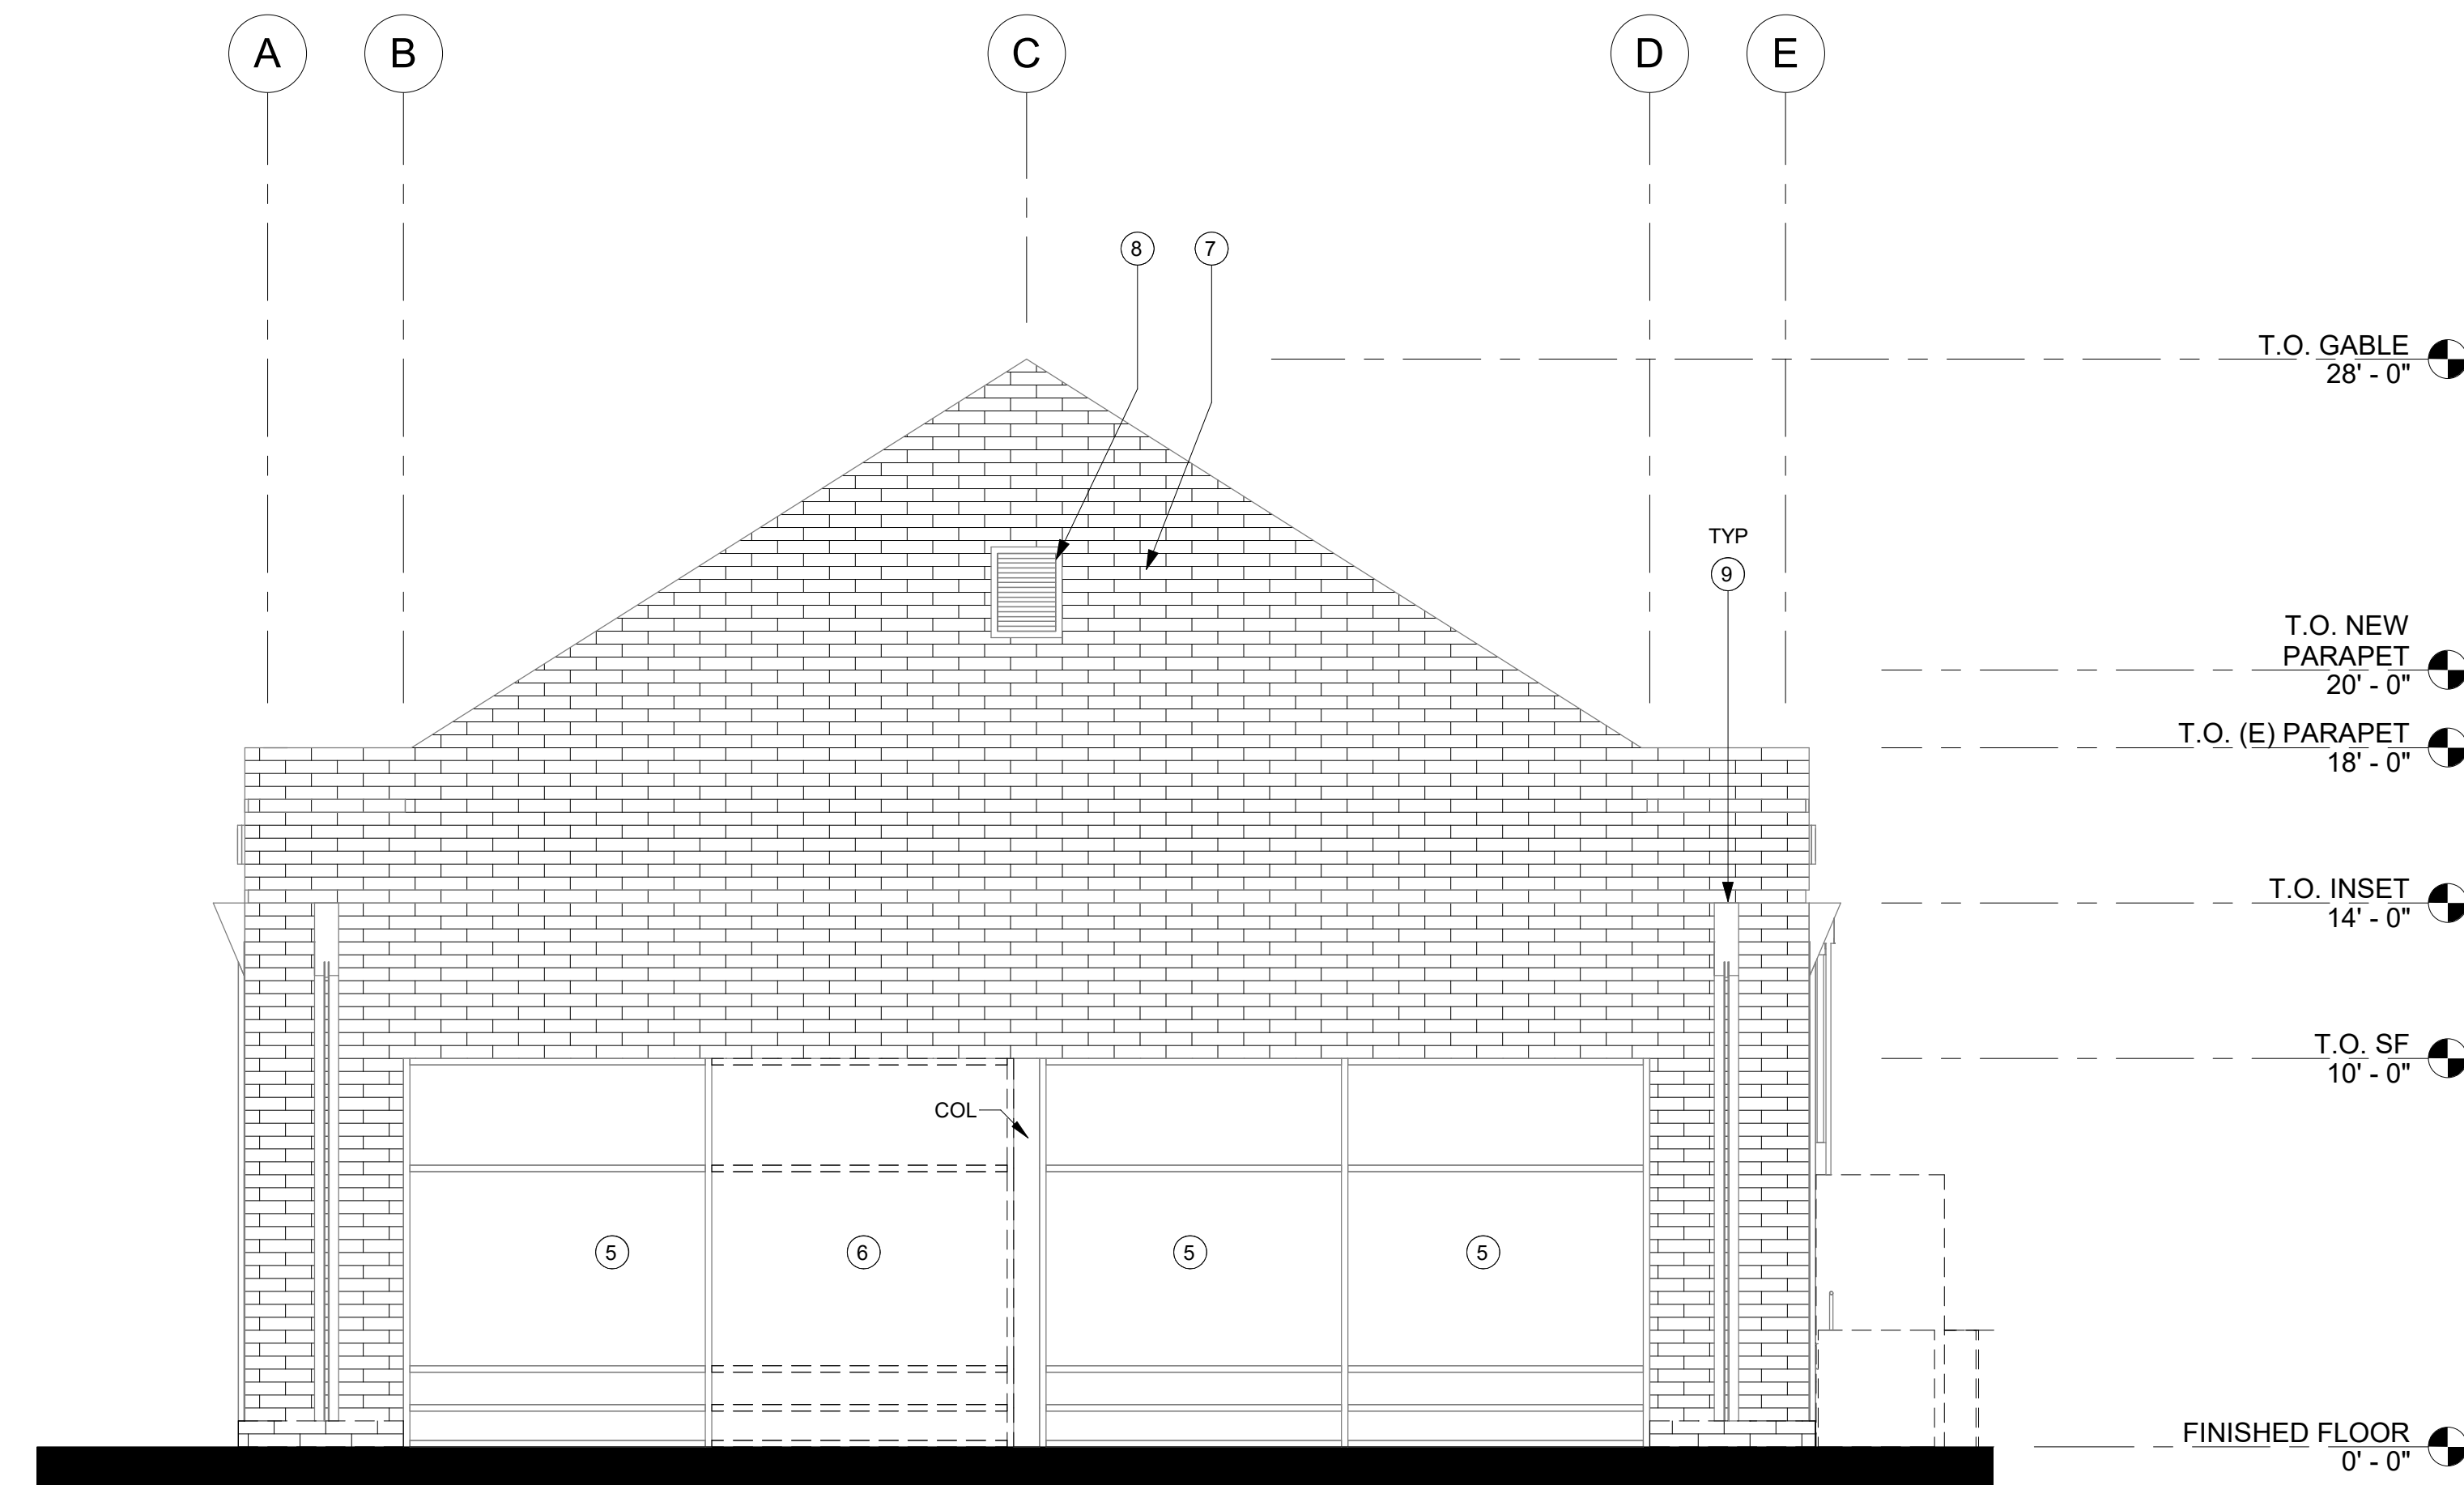 A B C D E
8 7
T.O. GABLE
28' - 0"
TYP
9
T.O. NEW
PARAPET
20' - 0"
T.O. (E) PARAPET
18' - 0"
T.O. INSET
14' - 0"
T.O. SF
10' - 0"
COL
5 6 5 5
FINISHED FLOOR
0' - 0"